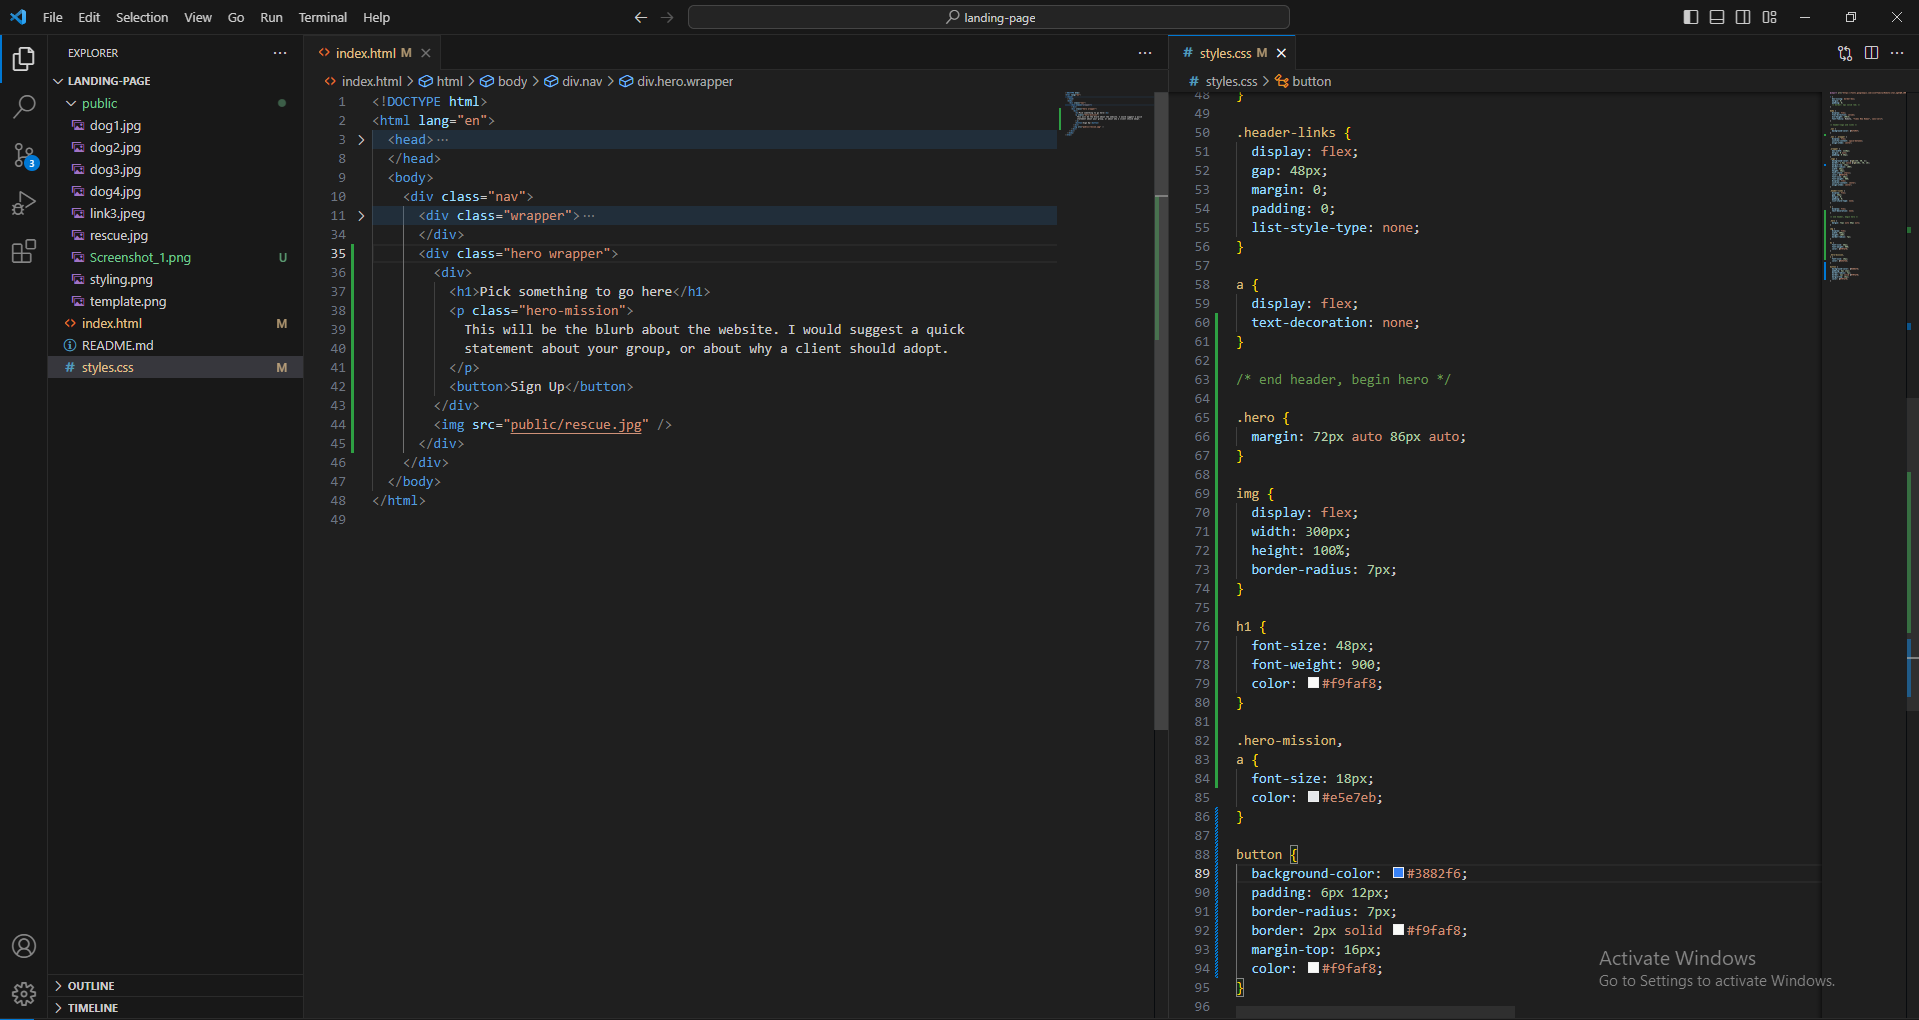 File Edit Selection View Go Run Terminal Help
landing-page
EXPLORER
LANDING-PAGE
public
dog1.jpg
dog2.jpg
dog3.jpg
dog4.jpg
link3.jpeg
rescue.jpg
Screenshot_1.png U
styling.png
template.png
index.html M
README.md
styles.css M
OUTLINE
TIMELINE
3
index.html M
index.html > html > body > div.nav > div.hero.wrapper
1 <!DOCTYPE html>
2 <html lang="en">
3 <head>···
8 </head>
9 <body>
10 <div class="nav">
11 <div class="wrapper">···
34 </div>
35 <div class="hero wrapper">
36 <div>
37 <h1>Pick something to go here</h1>
38 <p class="hero-mission">
39 This will be the blurb about the website. I would suggest a quick
40 statement about your group, or about why a client should adopt.
41 </p>
42 <button>Sign Up</button>
43 </div>
44 <img src="public/rescue.jpg" />
45 </div>
46 </div>
47 </body>
48 </html>
49
# styles.css M
# styles.css > button
48 }
49
50 .header-links {
51 display: flex;
52 gap: 48px;
53 margin: 0;
54 padding: 0;
55 list-style-type: none;
56 }
57
58 a {
59 display: flex;
60 text-decoration: none;
61 }
62
63 /* end header, begin hero */
64
65 .hero {
66 margin: 72px auto 86px auto;
67 }
68
69 img {
70 display: flex;
71 width: 300px;
72 height: 100%;
73 border-radius: 7px;
74 }
75
76 h1 {
77 font-size: 48px;
78 font-weight: 900;
79 color: #f9faf8;
80 }
81
82 .hero-mission,
83 a {
84 font-size: 18px;
85 color: #e5e7eb;
86 }
87
88 button {
89 background-color: #3882f6;
90 padding: 6px 12px;
91 border-radius: 7px;
92 border: 2px solid #f9faf8;
93 margin-top: 16px;
94 color: #f9faf8;
95 }
96
Activate Windows
Go to Settings to activate Windows.